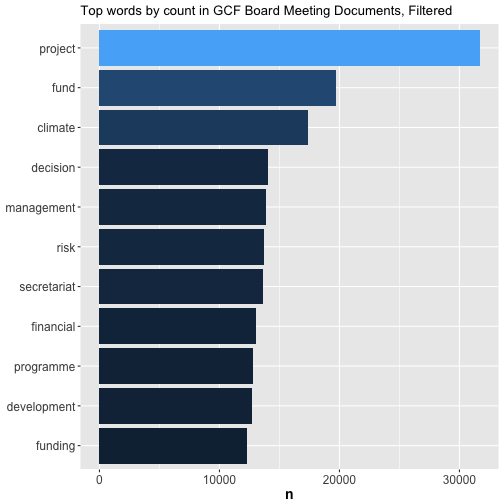 Top words by count in GCF Board Meeting Documents, Filtered
project
fund
climate
decision
management
risk
secretariat
financial
programme
development
funding
0 10000 20000 30000
n